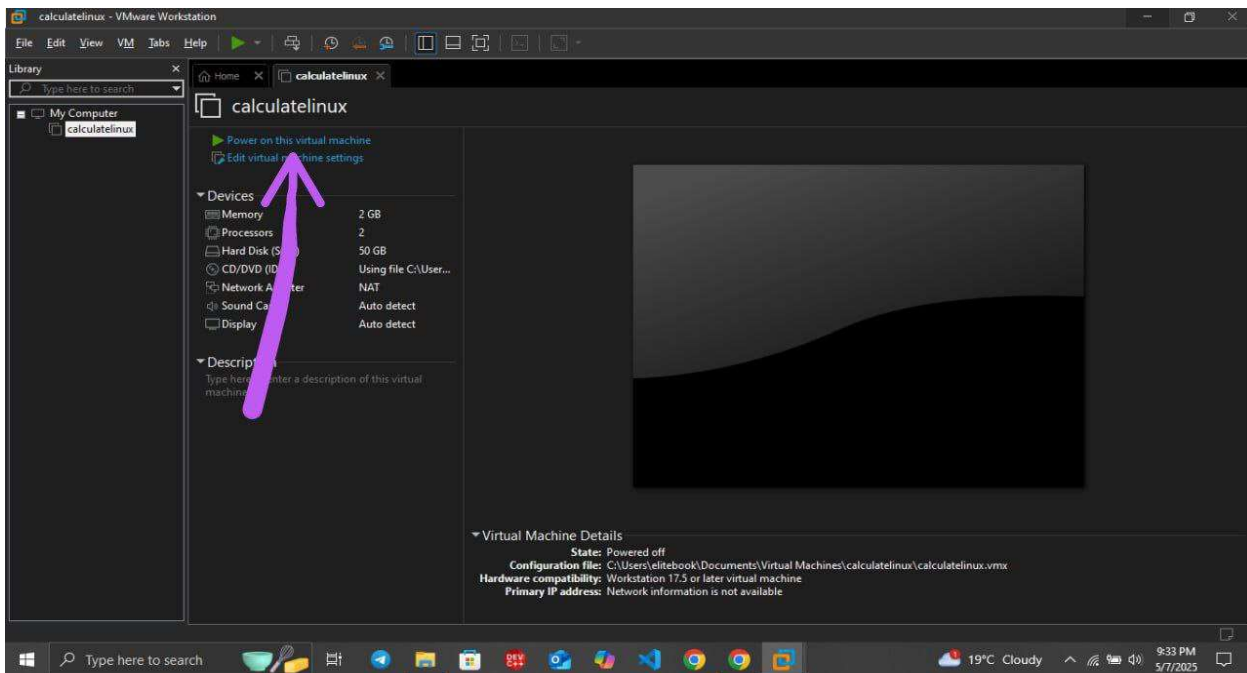 calculatelinux - VMware Workstation
File Edit View VM Tabs Help
Library
Type here to search
My Computer
calculatelinux
Home
calculatelinux
calculatelinux
Power on this virtual machine
Edit virtual machine settings
Devices
Memory 2 GB
Processors 2
Hard Disk 50 GB
CD/DVD Using file C:\User...
Network NAT
Sound Auto detect
Display Auto detect
Description
Type here enter a description of this virtual
machine
Virtual Machine Details
State: Powered off
Configuration file: C:\Users\elitebook\Documents\Virtual Machines\calculatelinux\calculatelinux.vmx
Hardware compatibility: Workstation 17.5 or later virtual machine
Primary IP address: Network information is not available
Type here to search
DEV C++
19°C Cloudy
9:33 PM
5/7/2025